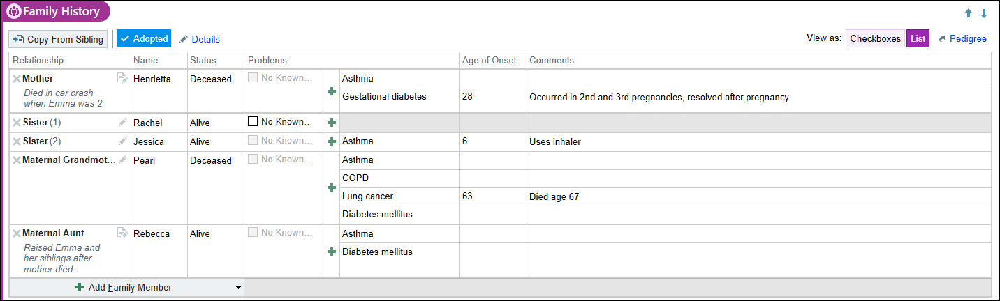 Family History
Copy From Sibling Adopted Details View as: Checkboxes List Pedigree
Relationship Name Status Problems Age of Onset Comments
Mother Henrietta Deceased No Known... Asthma
Died in car crash
when Emma was 2
Gestational diabetes 28 Occurred in 2nd and 3rd pregnancies, resolved after pregnancy
Sister (1) Rachel Alive No Known...
Sister (2) Jessica Alive No Known... Asthma 6 Uses inhaler
Maternal Grandmot... Pearl Deceased No Known... Asthma
COPD
Lung cancer 63 Died age 67
Diabetes mellitus
Maternal Aunt Rebecca Alive No Known... Asthma
Raised Emma and
her siblings after
mother died.
Diabetes mellitus
Add Family Member